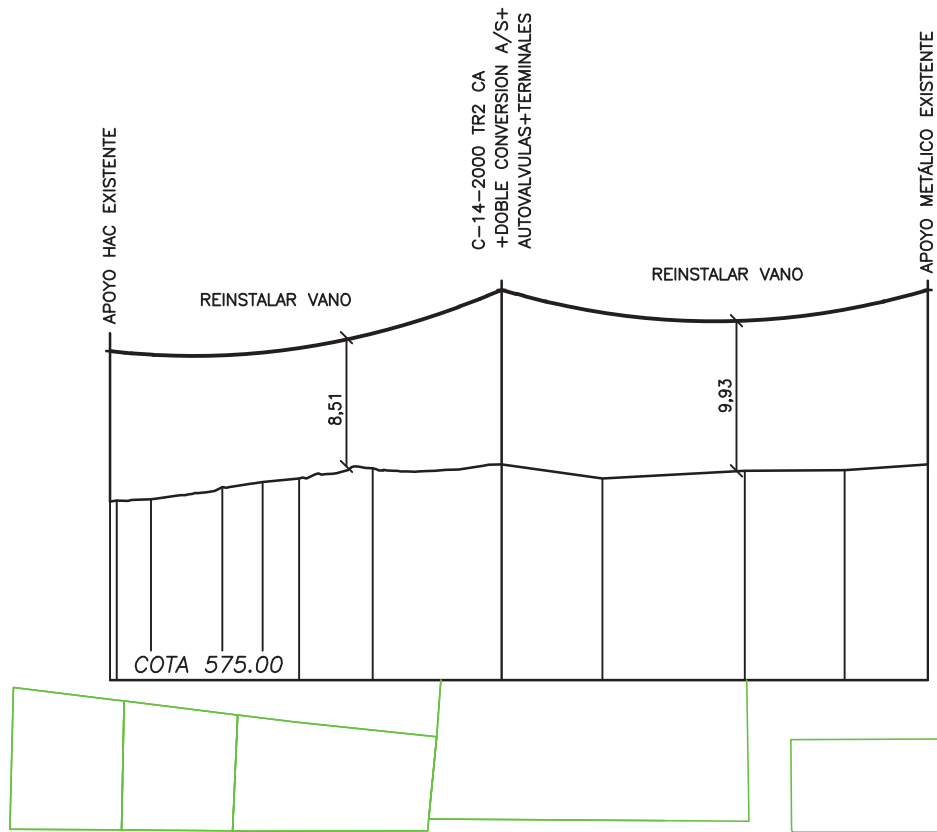 APOYO HAC EXISTENTE
REINSTALAR VANO
C-14-2000 TR2 CA
+DOBLE CONVERSION A/S+
AUTOVALVULAS+TERMINALES
REINSTALAR VANO
APOYO METÁLICO EXISTENTE
8,51
9,93
COTA 575.00